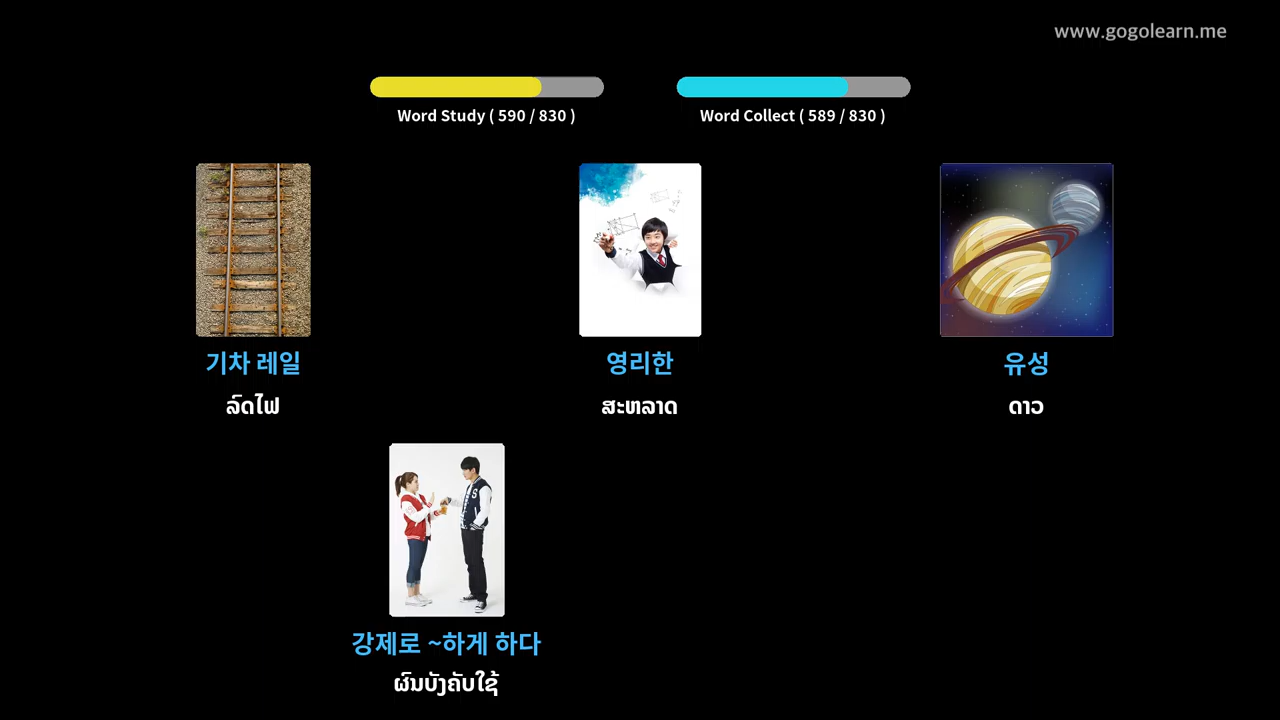 www.gogolearn.me
Word Study ( 590 / 830 )
Word Collect ( 589 / 830 )
기차 레일
영리한
유성
ລົດໄຟ
ສະຫລາດ
ດາວ
강제로 ~하게 하다
ຜົນບັງຄັບໃຊ້